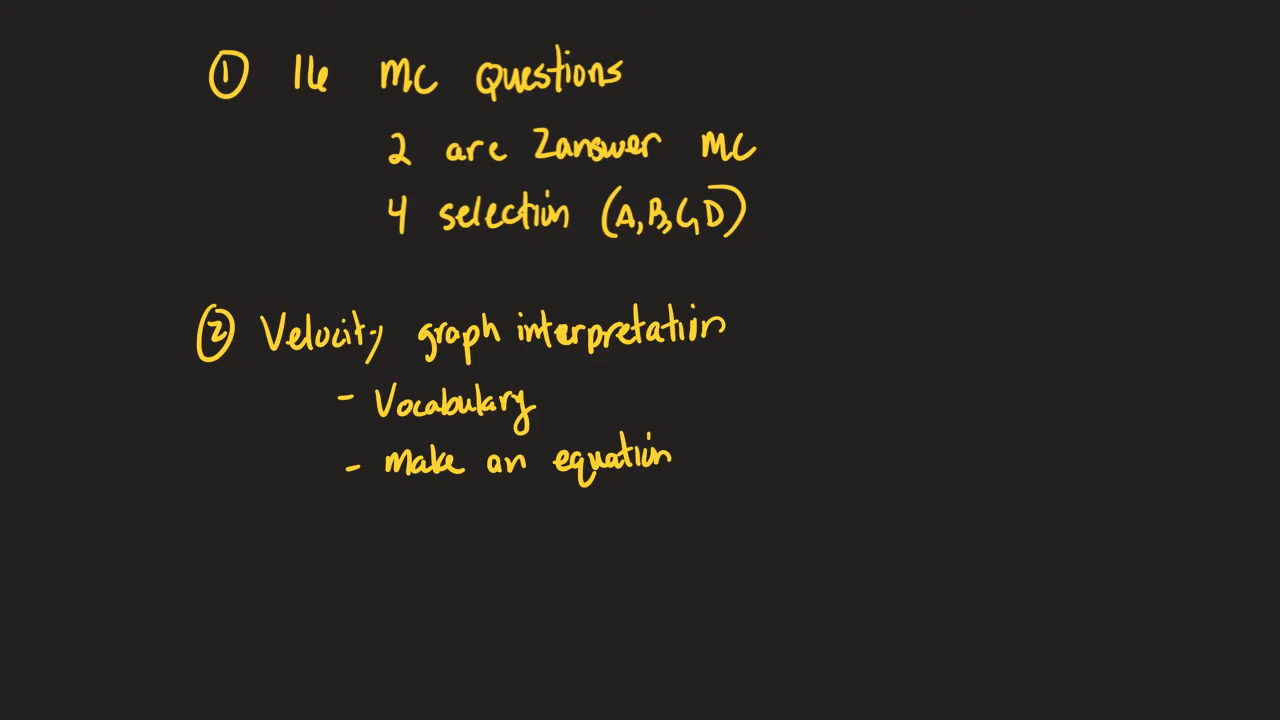 ① 16 MC Questions
2 are 2answer MC
4 selection (A,B,C,D)
② Velocity graph interpretation
- Vocabulary
- make an equation